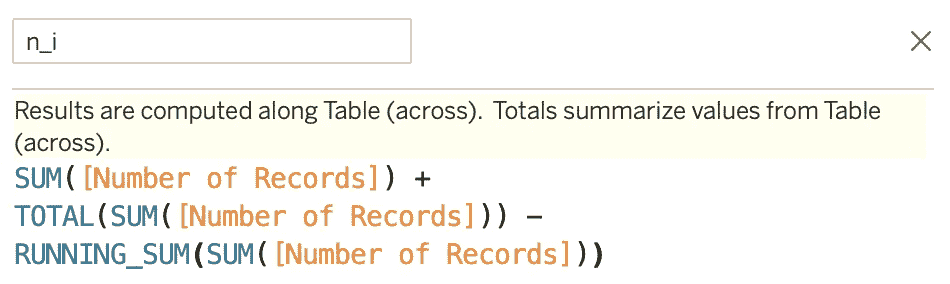 n_i
Results are computed along Table (across). Totals summarize values from Table
(across).
SUM([Number of Records]) +
TOTAL(SUM([Number of Records])) –
RUNNING_SUM(SUM([Number of Records]))